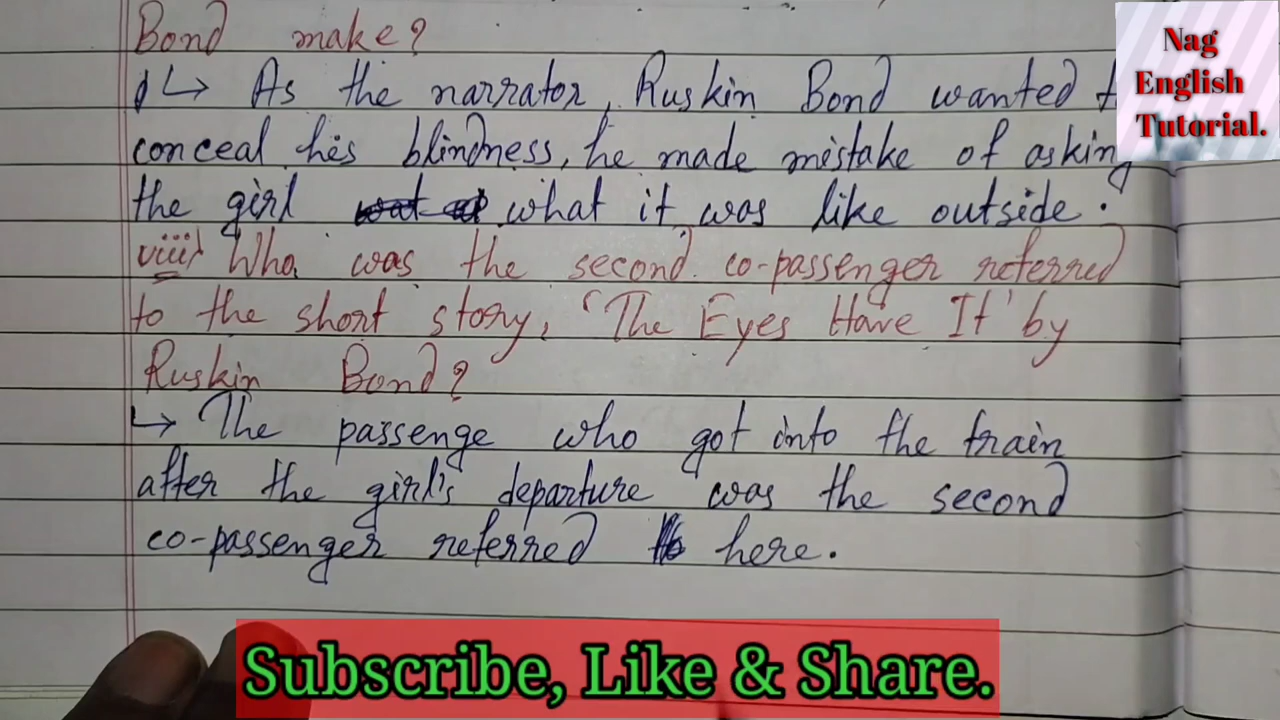 Bond make?
↳ As the narrator, Ruskin Bond wanted t
conceal his blindness, he made mistake of asking
the girl what it was like outside.
viii) Who was the second co-passenger referred
to the short story, 'The Eyes Have It' by
Ruskin Bond?
↳ The passenge who got into the train
after the girl's departure was the second
co-passenger referred here.
Nag
English
Tutorial.
Subscribe, Like & Share.